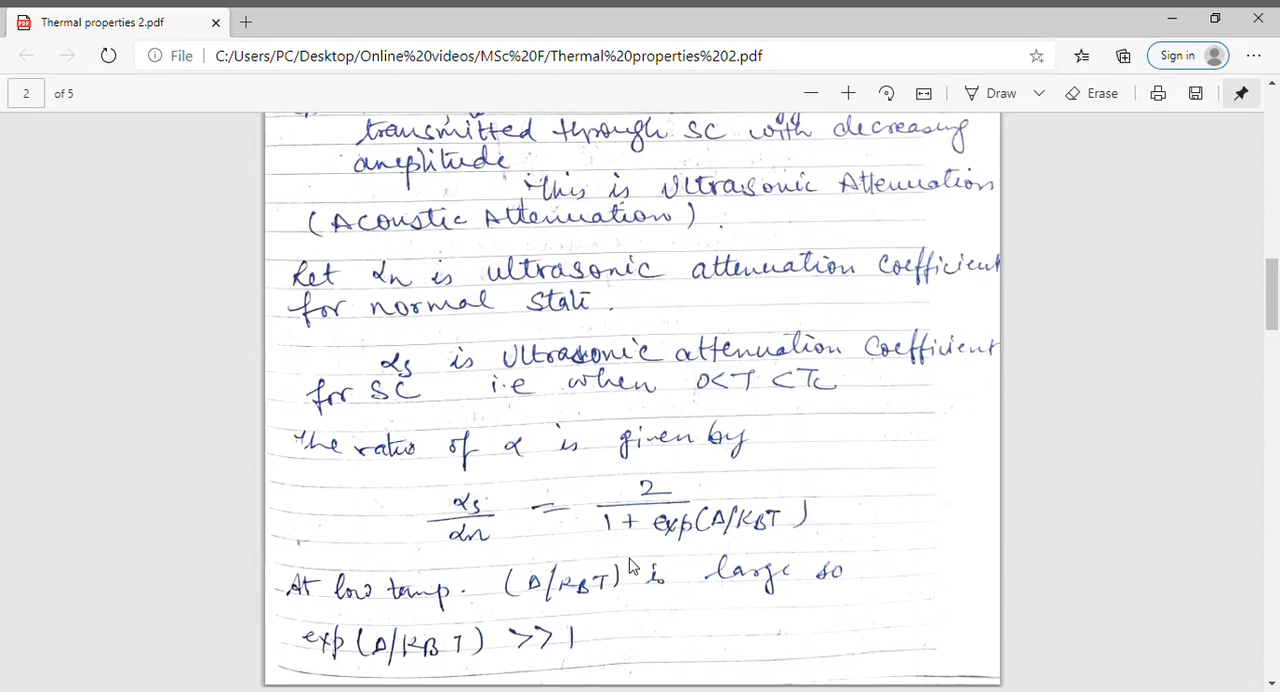 Thermal properties 2.pdf
File C:/Users/PC/Desktop/Online%20videos/MSc%20F/Thermal%20properties%202.pdf
Sign in
2 of 5
Draw
Erase
transmitted through SC with decreasing
amplitude
This is Ultrasonic Attenuation
(Acoustic Attenuation).
Let αn is ultrasonic attenuation coefficient
for normal state.
αs is Ultrasonic attenuation coefficient
for SC i.e when 0<T<Tc
The ratio of α is given by
αs/αn = 2/(1 + exp(Δ/KBT))
At low temp. (Δ/KBT) is large so
exp(Δ/KBT) >>1